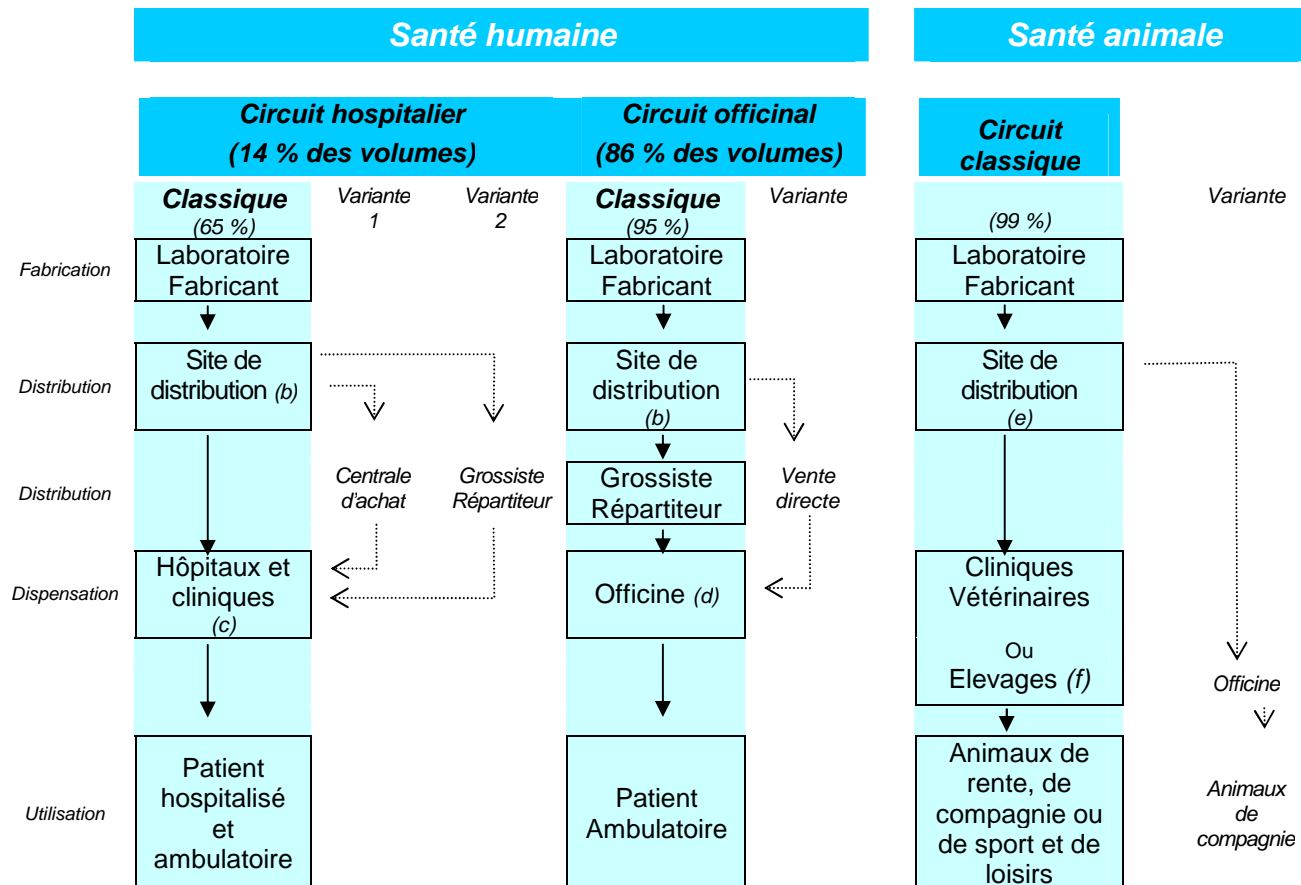 Santé humaine
Santé animale
Circuit hospitalier
(14 % des volumes)
Circuit officinal
(86 % des volumes)
Circuit
classique
Classique
(65 %)
Variante
1
Variante
2
Classique
(95 %)
Variante
(99 %)
Variante
Fabrication
Laboratoire
Fabricant
Laboratoire
Fabricant
Laboratoire
Fabricant
Distribution
Site de
distribution (b)
Site de
distribution
(b)
Site de
distribution
(e)
Distribution
Centrale
d'achat
Grossiste
Répartiteur
Grossiste
Répartiteur
Vente
directe
Dispensation
Hôpitaux et
cliniques
(c)
Officine (d)
Cliniques
Vétérinaires
Ou
Elevages (f)
Officine
Utilisation
Patient
hospitalisé
et
ambulatoire
Patient
Ambulatoire
Animaux de
rente, de
compagnie ou
de sport et de
loisirs
Animaux
de
compagnie